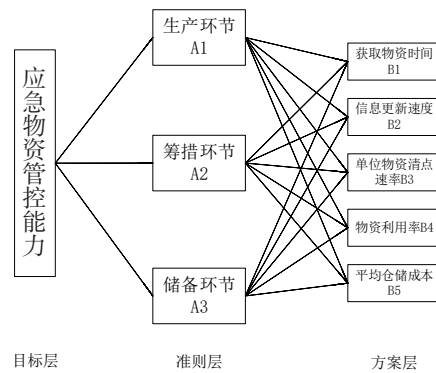 应急物资管控能力
生产环节
A1
筹措环节
A2
储备环节
A3
获取物资时间
B1
信息更新速度
B2
单位物资清点
速率B3
物资利用率B4
平均仓储成本
B5
目标层
准则层
方案层